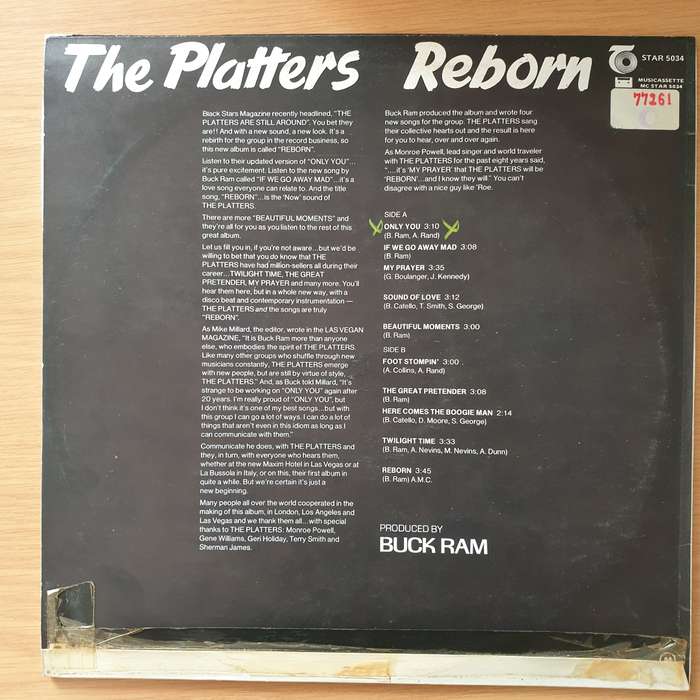 The Platters Reborn
STAR 5034
MUSICASSETTE
MC STAR 5034
77261
Black Stars Magazine recently headlined, "THE
PLATTERS ARE STILL AROUND". You bet they
are!! And with a new sound, a new look. It's a
rebirth for the group in the record business, so
this new album is called "REBORN".
Listen to their updated version of "ONLY YOU"...
it's pure excitement. Listen to the new song by
Buck Ram called "IF WE GO AWAY MAD"...it's a
love song everyone can relate to. And the title
song, "REBORN"...is the 'Now' sound of
THE PLATTERS.
There are more "BEAUTIFUL MOMENTS" and
they're all for you as you listen to the rest of this
great album.
Let us fill you in, if you're not aware...but we'd be
willing to bet that you do know that THE
PLATTERS have had million-sellers all during their
career...TWILIGHT TIME, THE GREAT
PRETENDER, MY PRAYER and many more. You'll
hear them here, but in a whole new way, with a
disco beat and contemporary instrumentation —
THE PLATTERS and the songs are truly
"REBORN".
As Mike Millard, the editor, wrote in the LAS VEGAN
MAGAZINE, "It is Buck Ram more than anyone
else, who embodies the spirit of THE PLATTERS.
Like many other groups who shuffle through new
musicians constantly, THE PLATTERS emerge
with new people, but are still by virtue of style,
THE PLATTERS." And, as Buck told Millard, "It's
strange to be working on "ONLY YOU" again after
20 years. I'm really proud of "ONLY YOU", but
I don't think it's one of my best songs...but with
this group I can go a lot of ways. I can do a lot of
things that aren't even in this idiom as long as I
can communicate with them."
Communicate he does, with THE PLATTERS and
they, in turn, with everyone who hears them,
whether at the new Maxim Hotel in Las Vegas or at
La Bussola in Italy, or on this, their first album in
quite a while. But we're certain it's just a
new beginning.
Many people all over the world cooperated in the
making of this album, in London, Los Angeles and
Las Vegas and we thank them all...with special
thanks to THE PLATTERS: Monroe Powell,
Gene Williams, Geri Holiday, Terry Smith and
Sherman James.
Buck Ram produced the album and wrote four
new songs for the group. THE PLATTERS sang
their collective hearts out and the result is here
for you to hear, over and over again.
As Monroe Powell, lead singer and world traveler
with THE PLATTERS for the past eight years said,
"....it's 'MY PRAYER' that THE PLATTERS will be
'REBORN'...and I know they will." You can't
disagree with a nice guy like 'Roe.
SIDE A
ONLY YOU 3:10
(B. Ram, A. Rand)
IF WE GO AWAY MAD 3:08
(B. Ram)
MY PRAYER 3:35
(G. Boulanger, J. Kennedy)
SOUND OF LOVE 3:12
(B. Catello, T. Smith, S. George)
BEAUTIFUL MOMENTS 3:00
(B. Ram)
SIDE B
FOOT STOMPIN' 3:00
(A. Collins, A. Rand)
THE GREAT PRETENDER 3:08
(B. Ram)
HERE COMES THE BOOGIE MAN 2:14
(B. Catello, D. Moore, S. George)
TWILIGHT TIME 3:33
(B. Ram, A. Nevins, M. Nevins, A. Dunn)
REBORN 3:45
(B. Ram) A.M.C.
PRODUCED BY
BUCK RAM